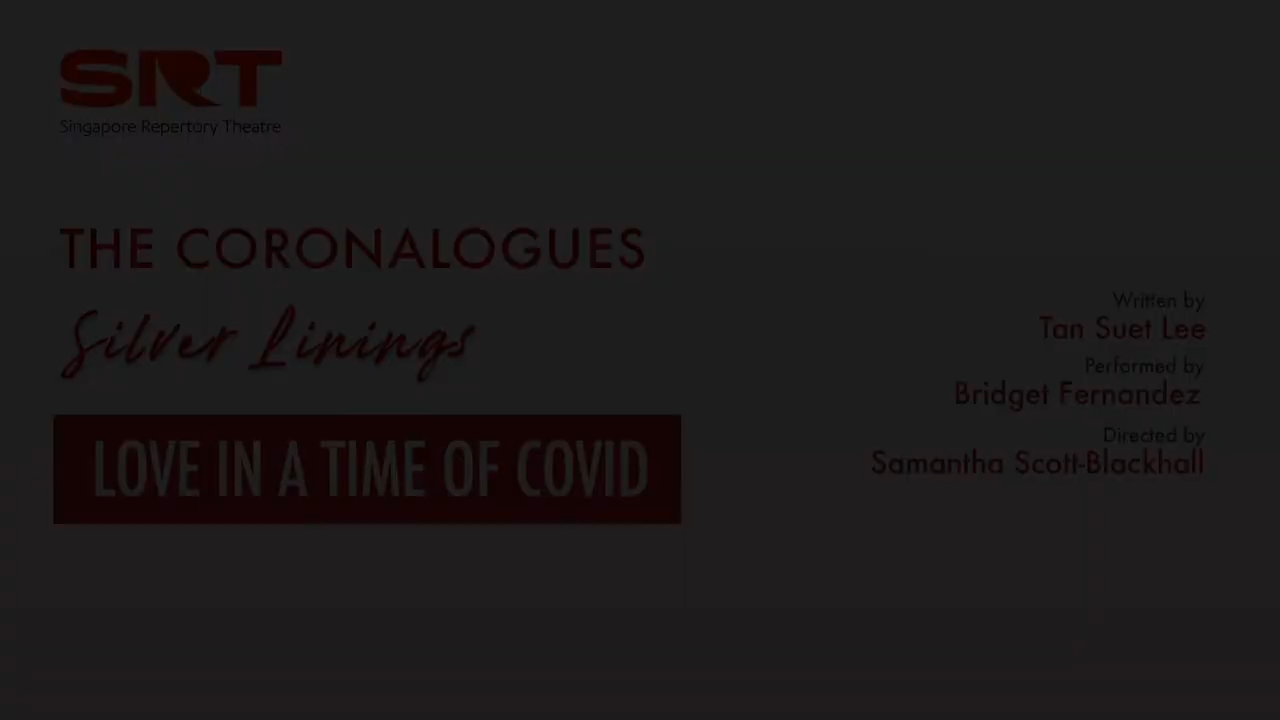 SRT
Singapore Repertory Theatre
THE CORONALOGUES
Silver Linings
LOVE IN A TIME OF COVID
Written by
Tan Suet Lee
Performed by
Bridget Fernandez
Directed by
Samantha Scott-Blackhall